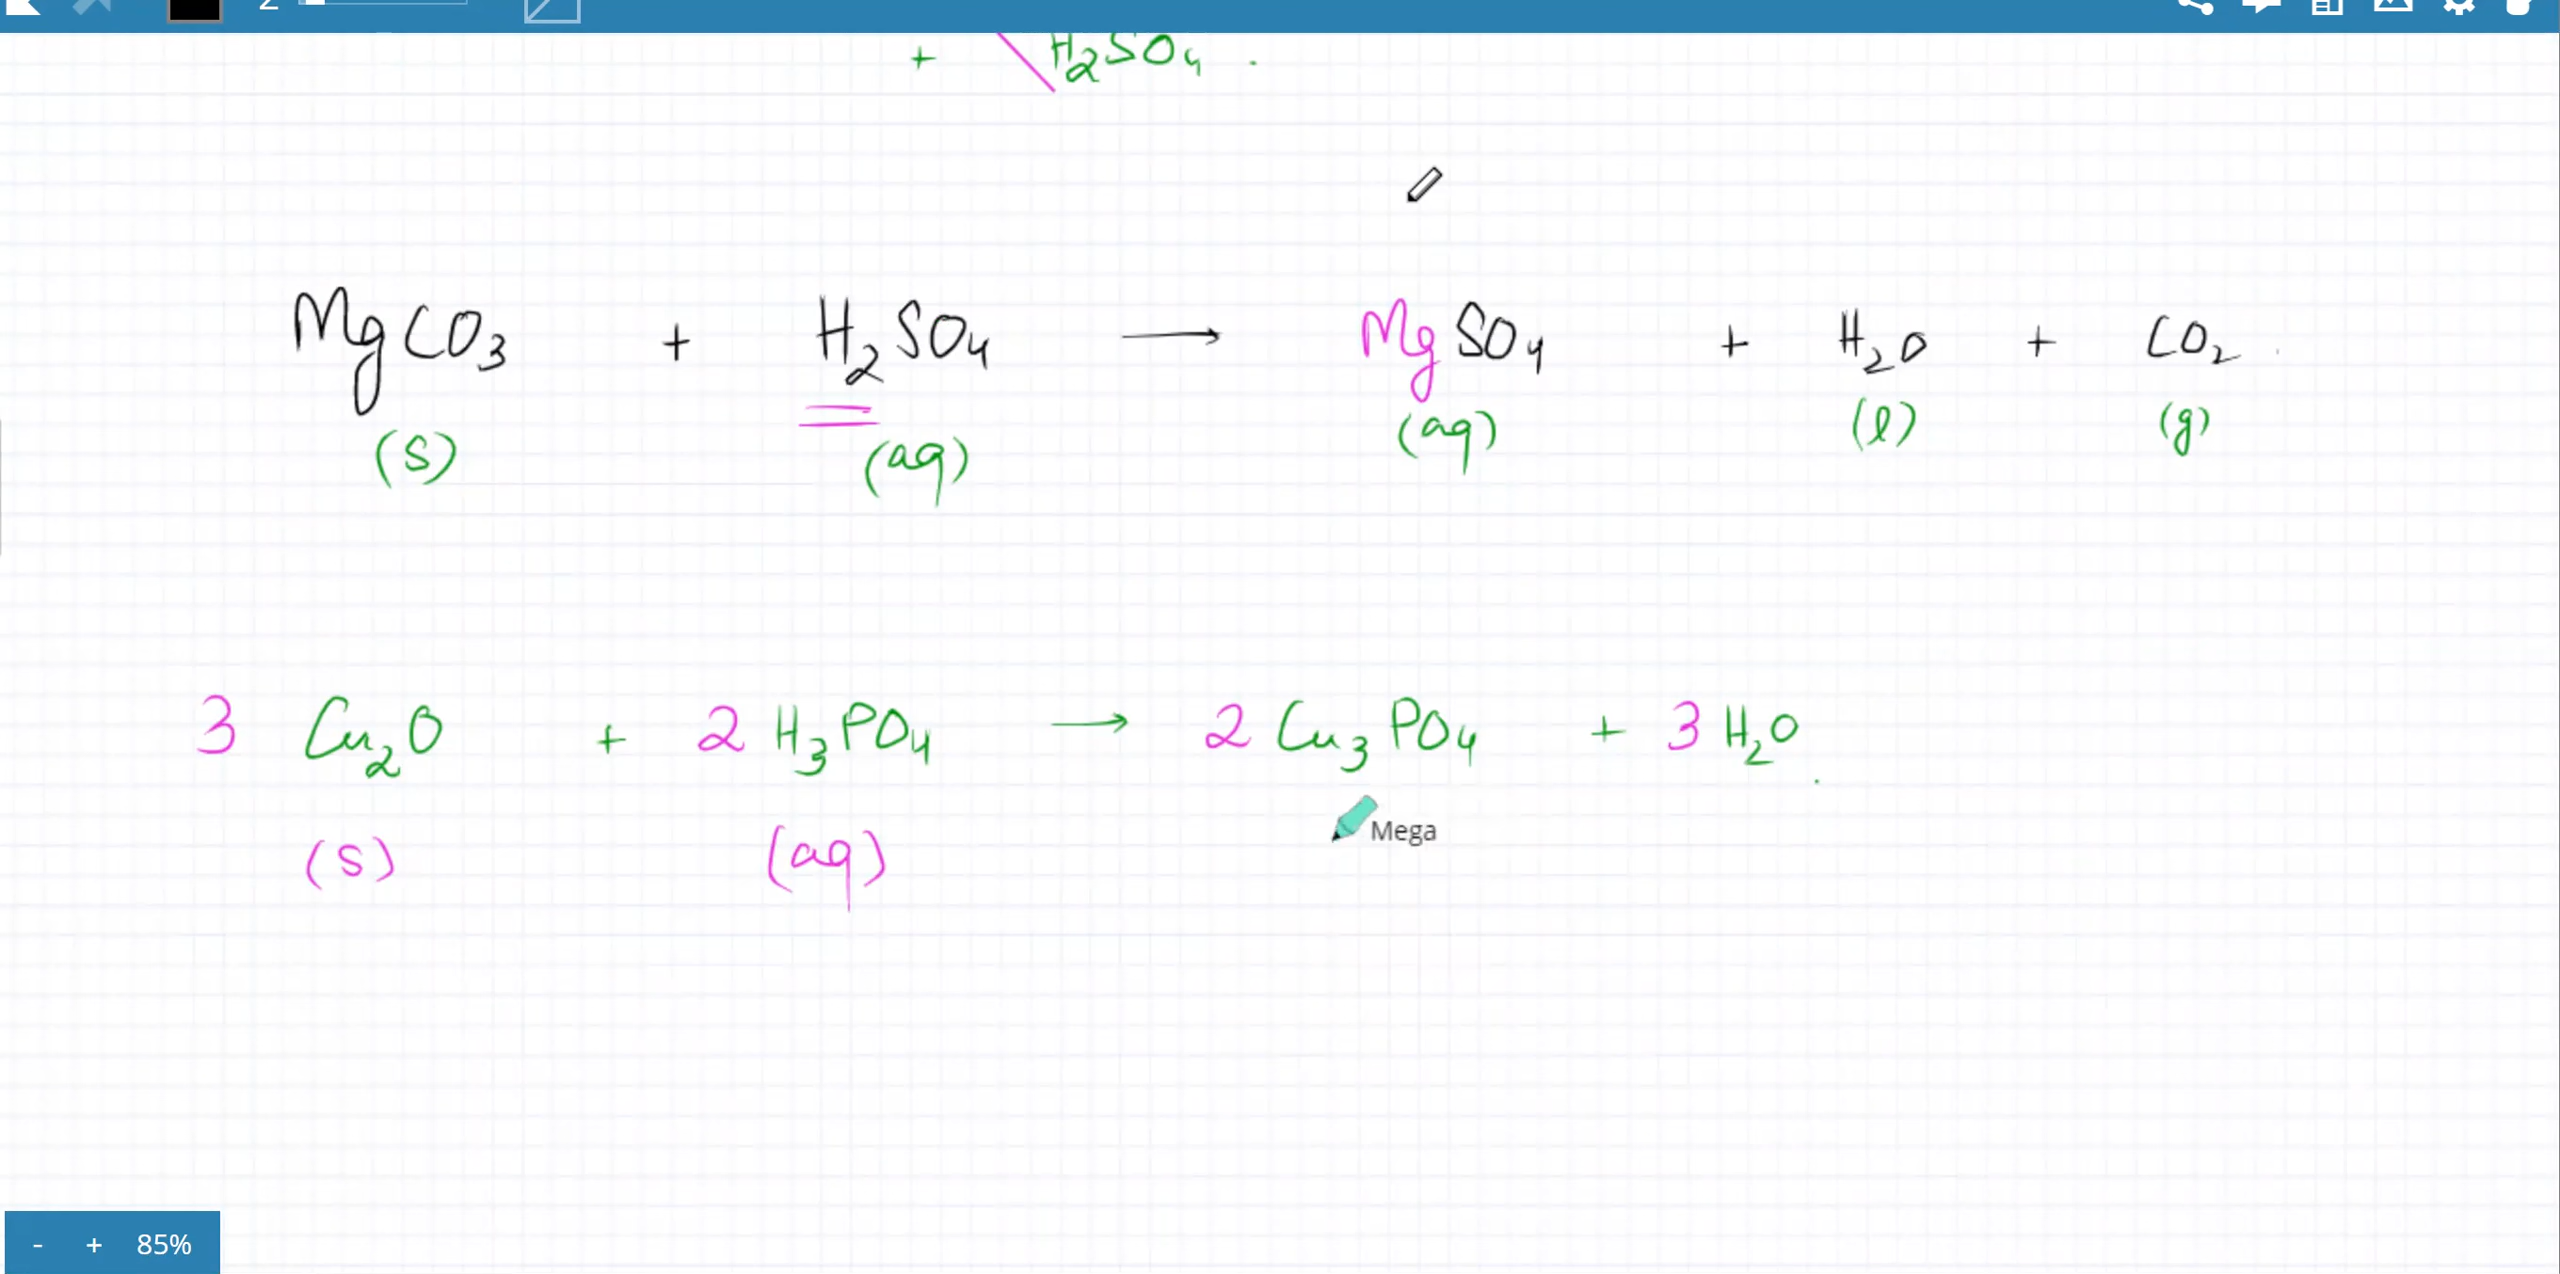 2
+ H₂SO₄ .
MgCO₃ + H₂SO₄ → MgSO₄ + H₂O + CO₂ .
(s) (aq) (aq) (l) (g)
3 Cu₂O + 2 H₃PO₄ → 2 Cu₃PO₄ + 3 H₂O .
Mega
(s) (aq)
- + 85%